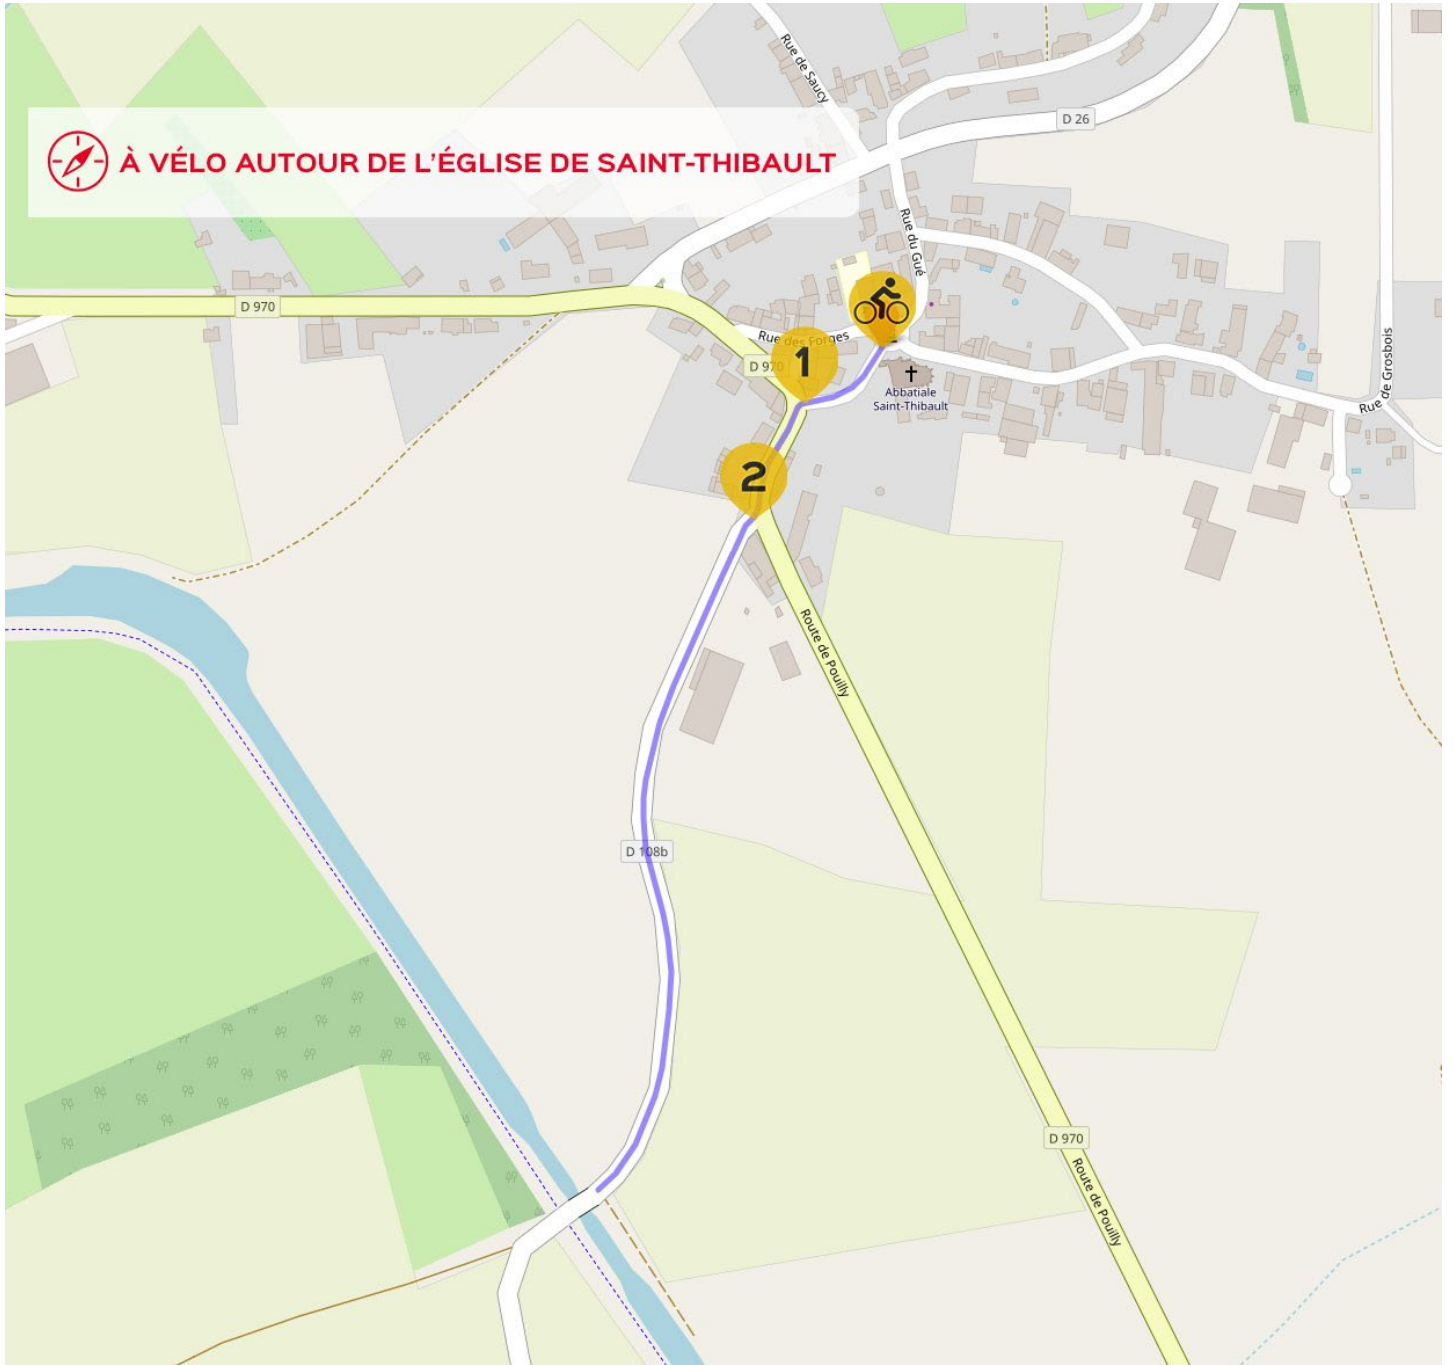 Rue de Saucy
D 26
À VÉLO AUTOUR DE L'ÉGLISE DE SAINT-THIBAULT
Rue du Gué
D 970
Rue des Forges
1
D 970
Abbatiale
Saint-Thibault
Rue de Grosbois
2
Route de Pouilly
D 108b
D 970
Route de Pouilly